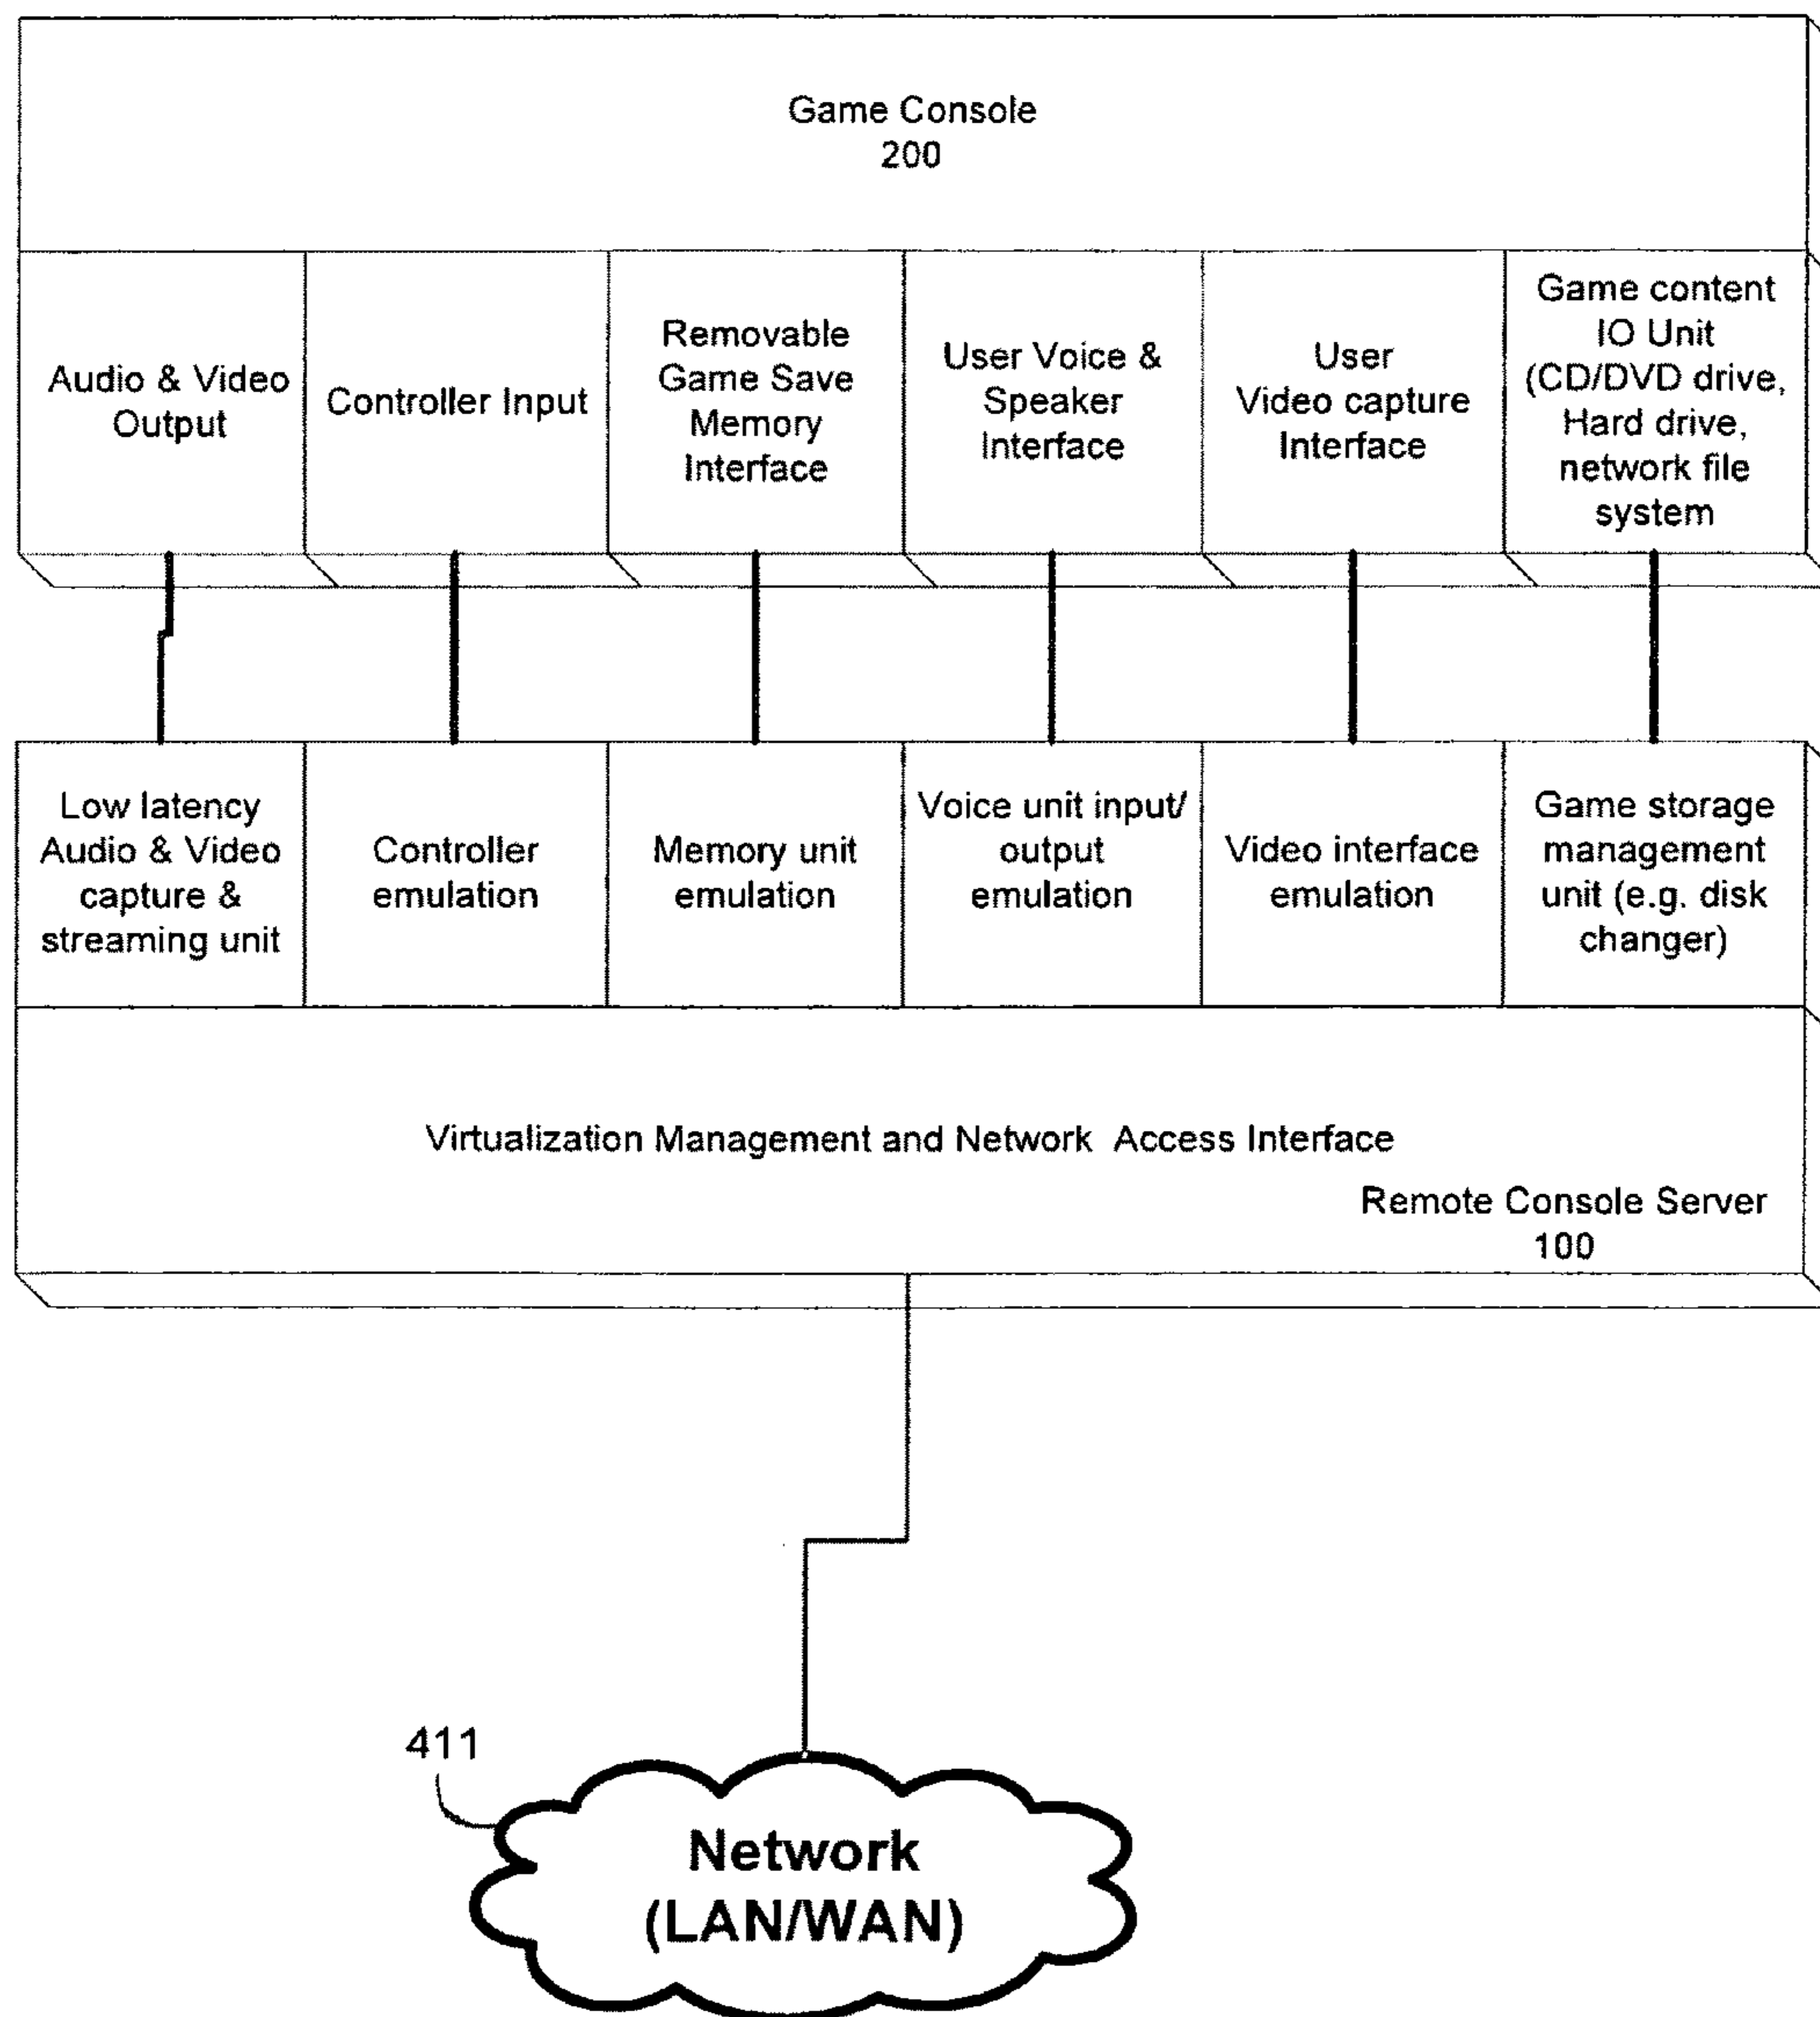 Game Console
200
Audio & Video
Output
Controller Input
Removable
Game Save
Memory
Interface
User Voice &
Speaker
Interface
User
Video capture
Interface
Game content
IO Unit
(CD/DVD drive,
Hard drive,
network file
system
Low latency
Audio & Video
capture &
streaming unit
Controller
emulation
Memory unit
emulation
Voice unit input/
output
emulation
Video interface
emulation
Game storage
management
unit (e.g. disk
changer)
Virtualization Management and Network Access Interface
Remote Console Server
100
411
Network
(LAN/WAN)